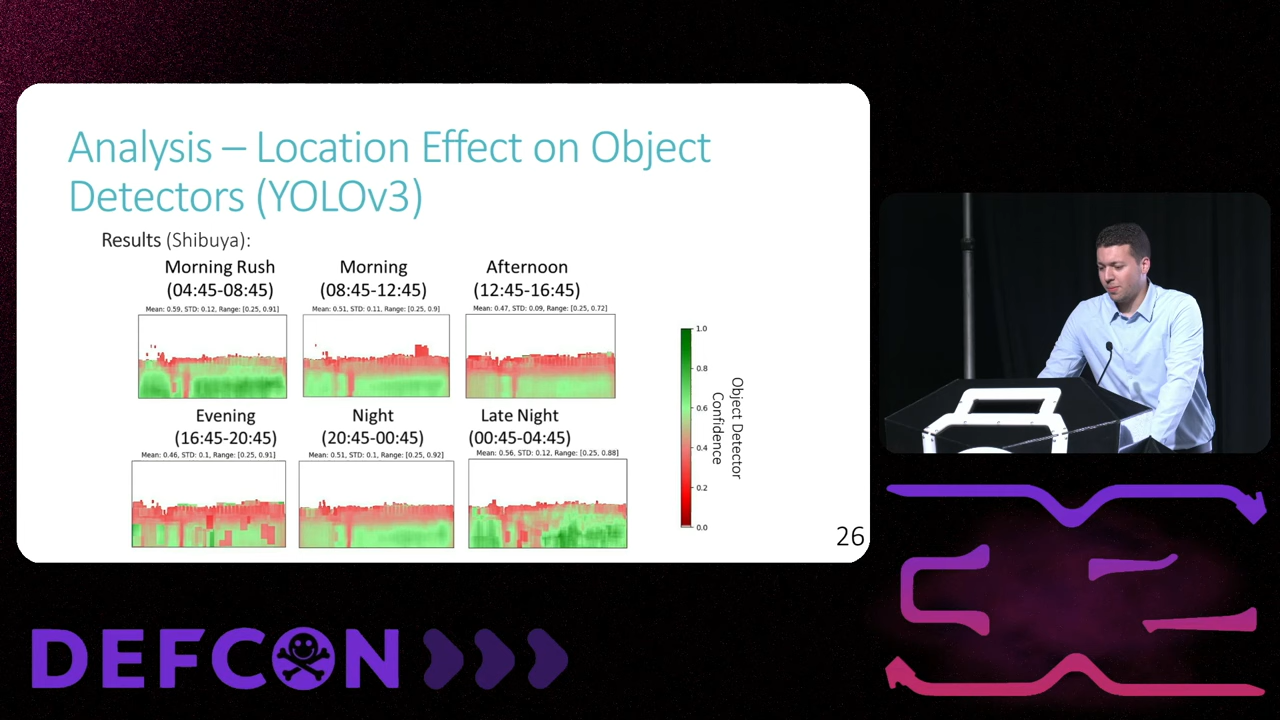 Analysis – Location Effect on Object
Detectors (YOLOv3)
Results (Shibuya):
Morning Rush
(04:45-08:45)
Mean: 0.59, STD: 0.12, Range: [0.25, 0.91]
Morning
(08:45-12:45)
Mean: 0.51, STD: 0.11, Range: [0.25, 0.9]
Afternoon
(12:45-16:45)
Mean: 0.47, STD: 0.09, Range: [0.25, 0.72]
Evening
(16:45-20:45)
Mean: 0.46, STD: 0.1, Range: [0.25, 0.91]
Night
(20:45-00:45)
Mean: 0.51, STD: 0.1, Range: [0.25, 0.92]
Late Night
(00:45-04:45)
Mean: 0.56, STD: 0.12, Range: [0.25, 0.88]
1.0
0.8
0.6
0.4
0.2
0.0
Object Detector
Confidence
26
DEFCON